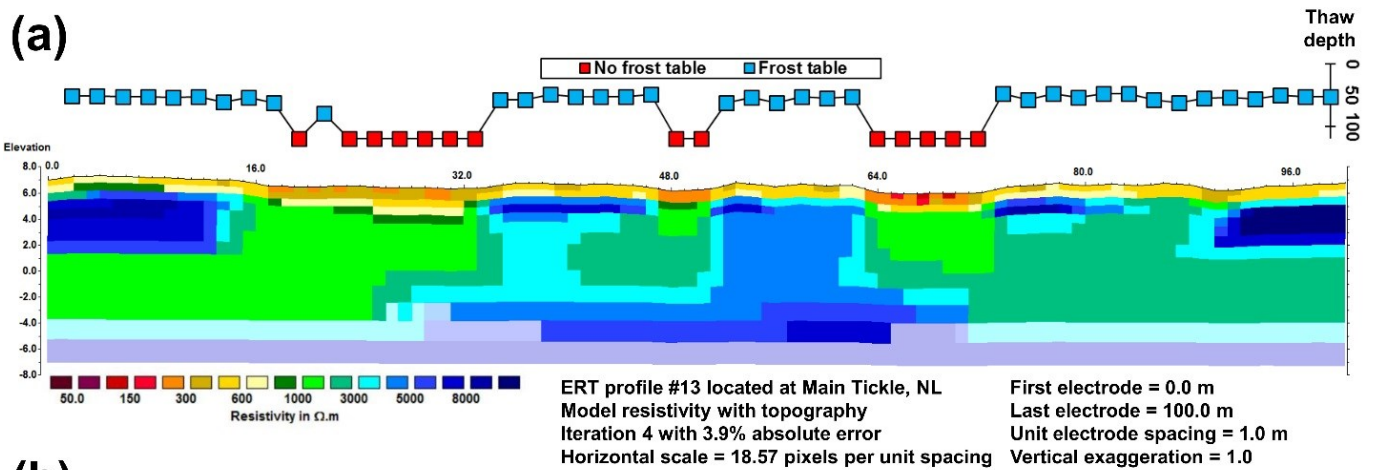 (a)
Thaw
depth
No frost table Frost table
0
50
100
Elevation
0.0 16.0 32.0 48.0 64.0 80.0 96.0
8.0
6.0
4.0
2.0
0.0
-2.0
-4.0
-6.0
-8.0
50.0 150 300 600 1000 3000 5000 8000
Resistivity in Ω.m
ERT profile #13 located at Main Tickle, NL
Model resistivity with topography
Iteration 4 with 3.9% absolute error
Horizontal scale = 18.57 pixels per unit spacing
First electrode = 0.0 m
Last electrode = 100.0 m
Unit electrode spacing = 1.0 m
Vertical exaggeration = 1.0